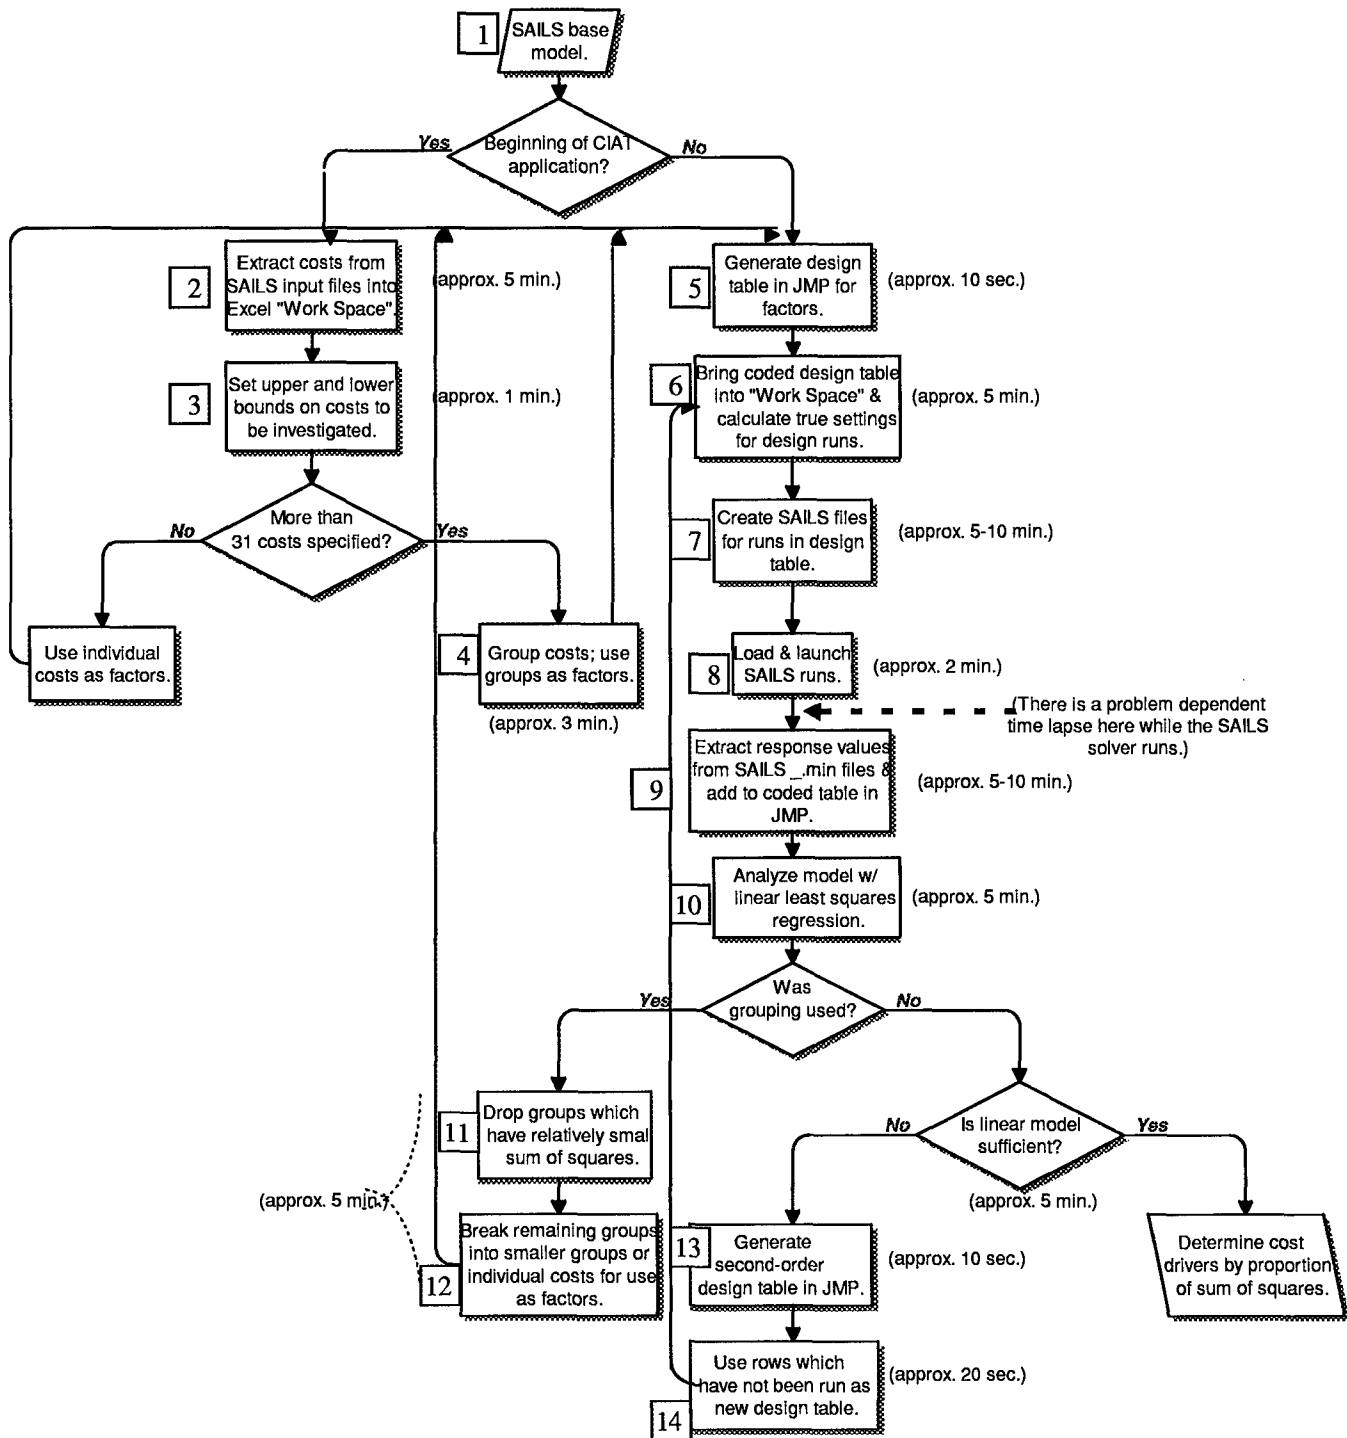 1
SAILS base
model.
Beginning of CIAT
application?
Yes
No
2
Extract costs from
SAILS input files into
Excel "Work Space".
(approx. 5 min.)
3
Set upper and lower
bounds on costs to
be investigated.
(approx. 1 min.)
More than
31 costs specified?
No
Yes
Use individual
costs as factors.
4
Group costs; use
groups as factors.
(approx. 3 min.)
5
Generate design
table in JMP for
factors.
(approx. 10 sec.)
6
Bring coded design table
into "Work Space" &
calculate true settings
for design runs.
(approx. 5 min.)
7
Create SAILS files
for runs in design
table.
(approx. 5-10 min.)
8
Load & launch
SAILS runs.
(approx. 2 min.)
(There is a problem dependent
time lapse here while the SAILS
solver runs.)
9
Extract response values
from SAILS _.min files &
add to coded table in
JMP.
(approx. 5-10 min.)
10
Analyze model w/
linear least squares
regression.
(approx. 5 min.)
Was
grouping used?
Yes
No
11
Drop groups which
have relatively smal
sum of squares.
(approx. 5 min.)
12
Break remaining groups
into smaller groups or
individual costs for use
as factors.
Is linear model
sufficient?
No
Yes
(approx. 5 min.)
13
Generate
second-order
design table in JMP.
(approx. 10 sec.)
Determine cost
drivers by proportion
of sum of squares.
14
Use rows which
have not been run as
new design table.
(approx. 20 sec.)